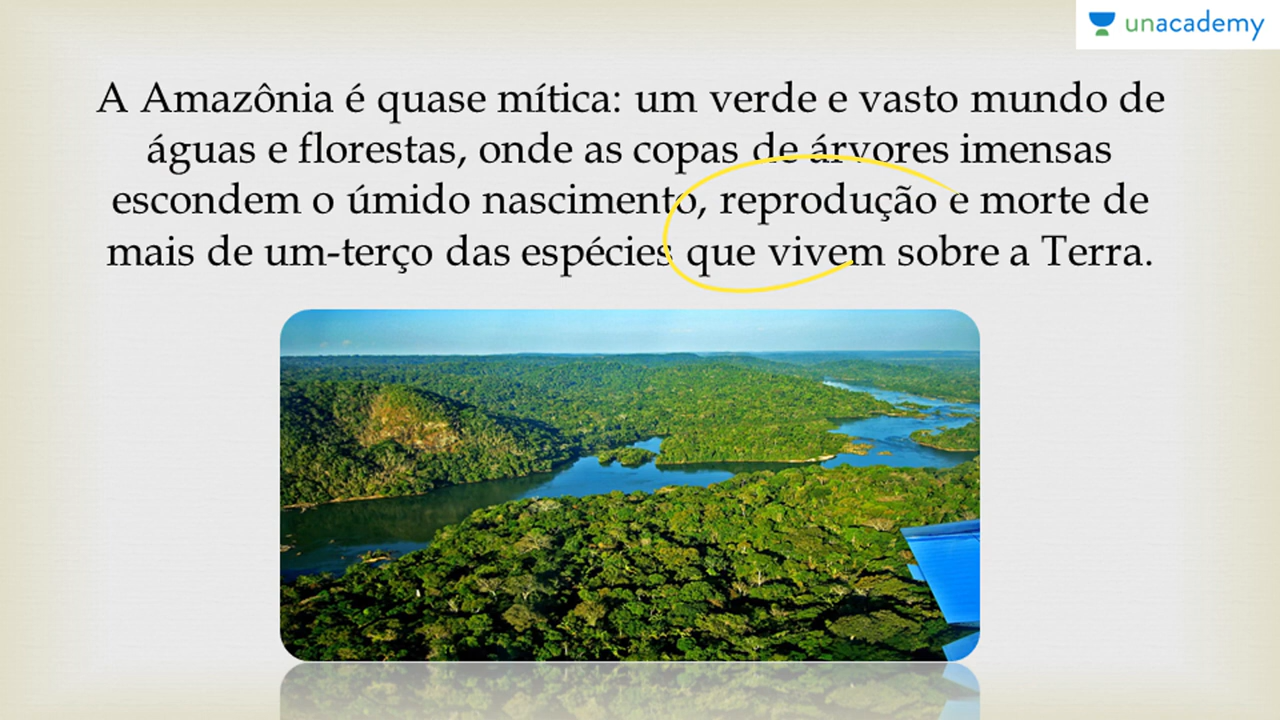 unacademy
A Amazônia é quase mítica: um verde e vasto mundo de
águas e florestas, onde as copas de árvores imensas
escondem o úmido nascimento, reprodução e morte de
mais de um-terço das espécies que vivem sobre a Terra.